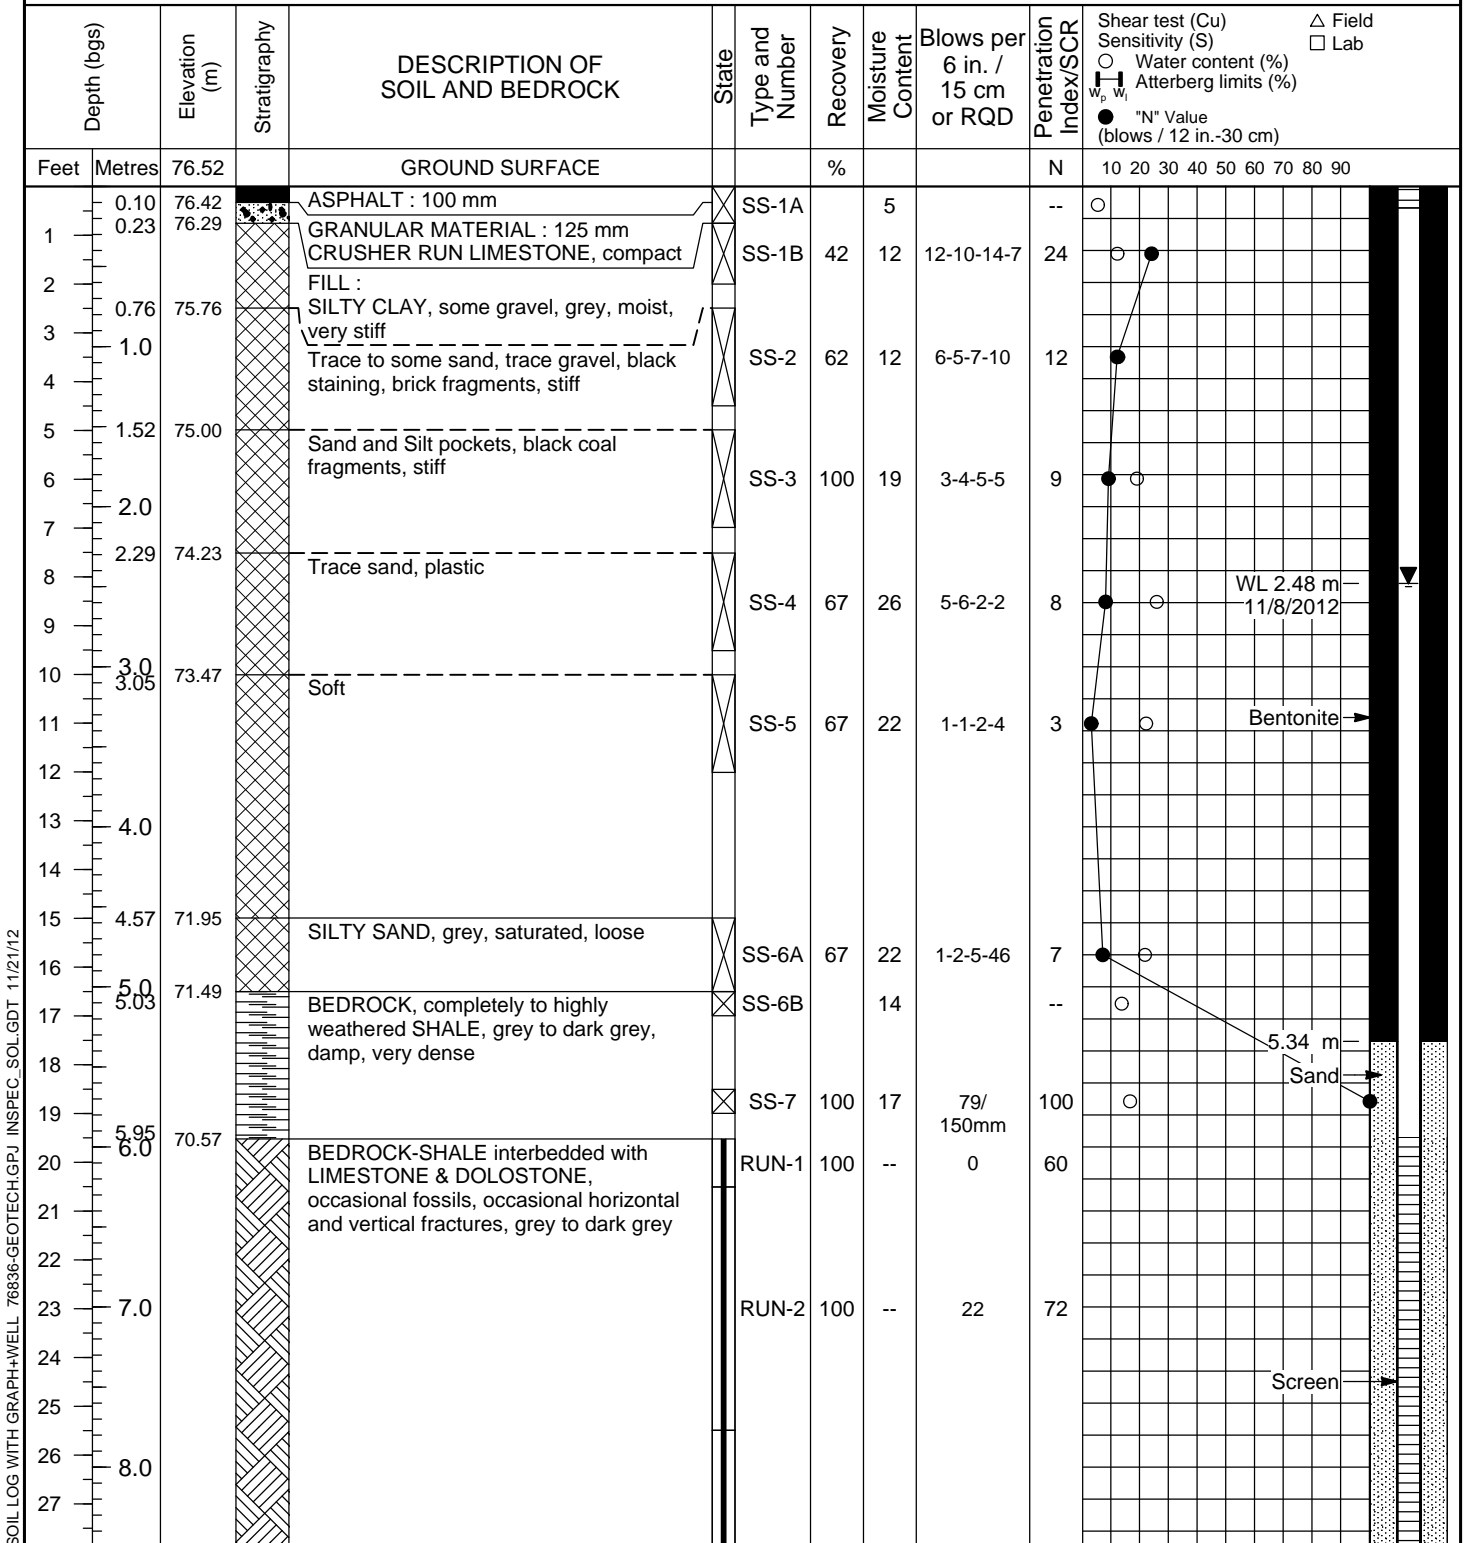 Depth (bgs)
Elevation (m)
Stratigraphy
DESCRIPTION OF
SOIL AND BEDROCK
State
Type and Number
Recovery
Moisture Content
Blows per
6 in. /
15 cm
or RQD
Penetration Index/SCR
Shear test (Cu) △ Field
Sensitivity (S) □ Lab
○ Water content (%)
Wp Wl Atterberg limits (%)
● "N" Value
(blows / 12 in.-30 cm)
Feet Metres 76.52 GROUND SURFACE % N 10 20 30 40 50 60 70 80 90
0.10 76.42 ASPHALT : 100 mm SS-1A 5 --
0.23 76.29 GRANULAR MATERIAL : 125 mm
1 CRUSHER RUN LIMESTONE, compact SS-1B 42 12 12-10-14-7 24
2 FILL :
0.76 75.76 SILTY CLAY, some gravel, grey, moist,
3 very stiff
1.0 Trace to some sand, trace gravel, black SS-2 62 12 6-5-7-10 12
4 staining, brick fragments, stiff
5 1.52 75.00 Sand and Silt pockets, black coal
fragments, stiff
6 SS-3 100 19 3-4-5-5 9
2.0
7
2.29 74.23 Trace sand, plastic
8 WL 2.48 m
SS-4 67 26 5-6-2-2 8 11/8/2012
9
3.0
10 3.05 73.47 Soft
11 SS-5 67 22 1-1-2-4 3 Bentonite
12
13 4.0
14
15 4.57 71.95 SILTY SAND, grey, saturated, loose
16 SS-6A 67 22 1-2-5-46 7
5.0
5.03 71.49 BEDROCK, completely to highly SS-6B 14 --
17 weathered SHALE, grey to dark grey,
damp, very dense 5.34 m
18 Sand
19 SS-7 100 17 79/ 100
150mm
5.95 70.57
6.0 BEDROCK-SHALE interbedded with
20 LIMESTONE & DOLOSTONE, RUN-1 100 -- 0 60
21 occasional fossils, occasional horizontal
and vertical fractures, grey to dark grey
22
23 7.0 RUN-2 100 -- 22 72
24
Screen
25
26 8.0
27
SOIL LOG WITH GRAPH+WELL 76836-GEOTECH.GPJ INSPEC_SOL.GDT 11/21/12